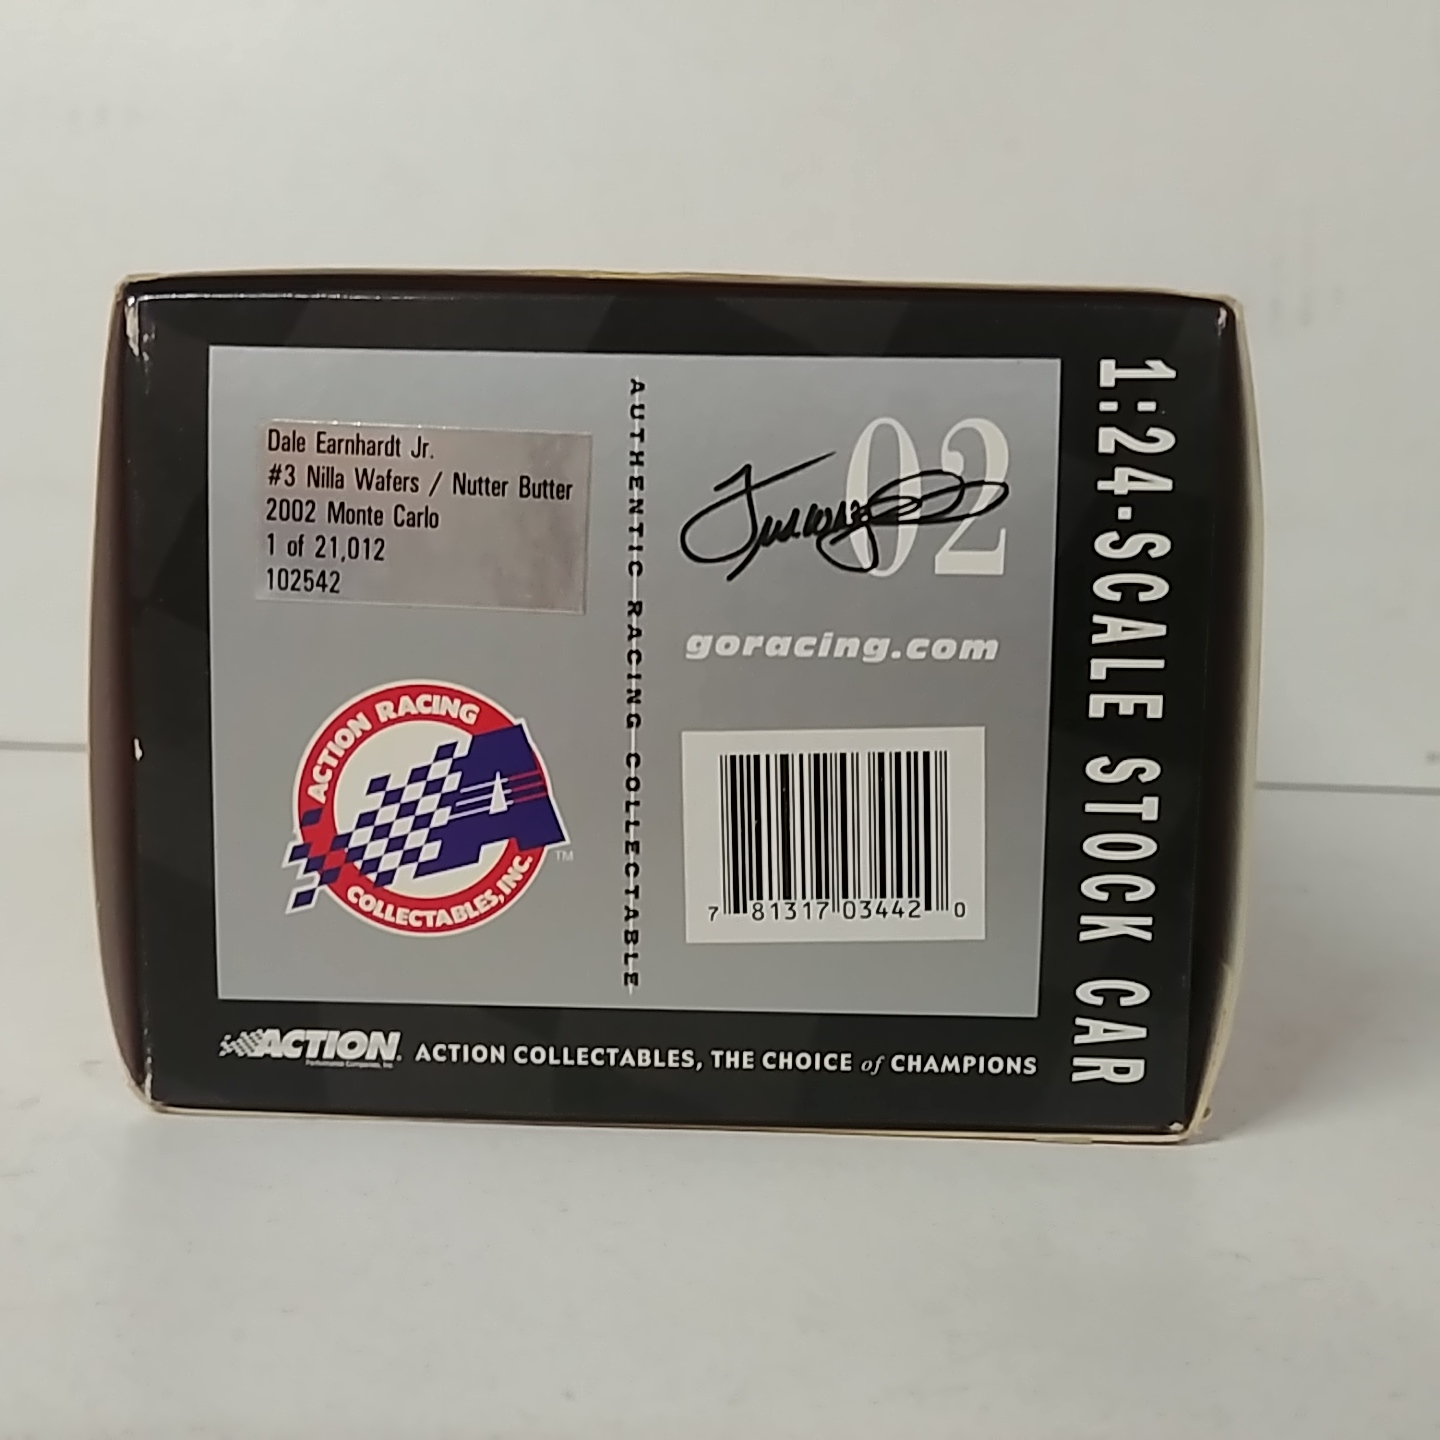 Dale Earnhardt Jr.
#3 Nilla Wafers / Nutter Butter
2002 Monte Carlo
1 of 21,012
102542
AUTHENTIC RACING COLLECTABLE
02
goracing.com
ACTION RACING
COLLECTABLES, INC.
A
TM
7 81317 03442 0
1:24-SCALE STOCK CAR
ACTION
ACTION COLLECTABLES, THE CHOICE of CHAMPIONS